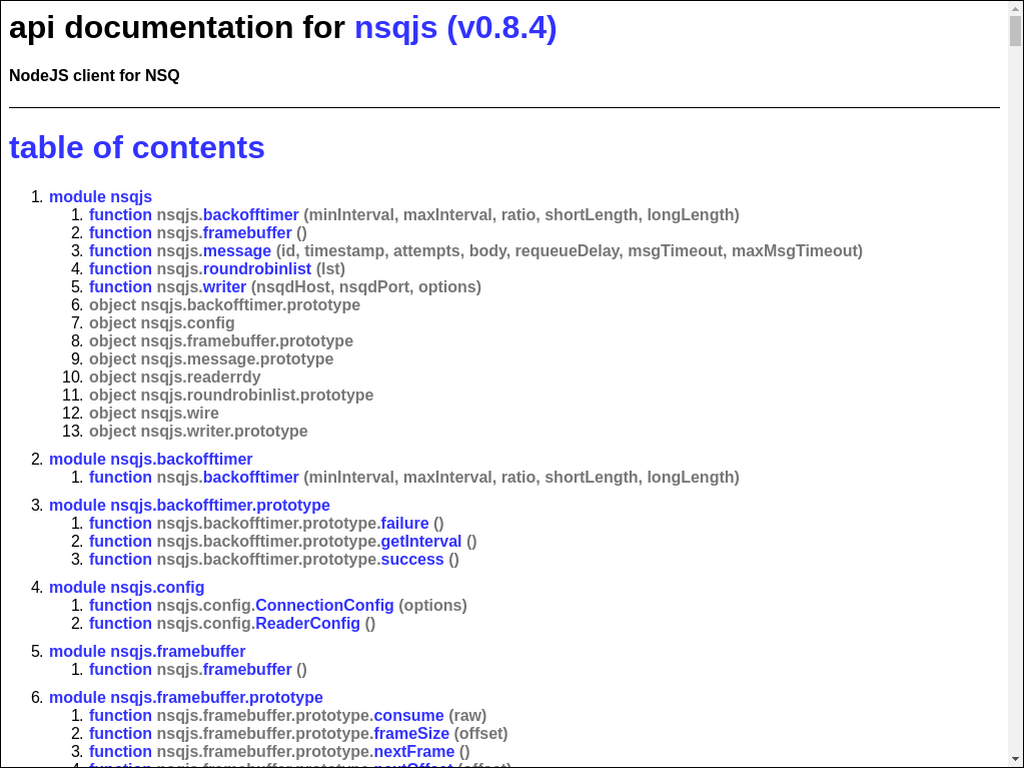 api documentation for nsqjs (v0.8.4)
NodeJS client for NSQ
table of contents
1. module nsqjs
1. function nsqjs.backofftimer (minInterval, maxInterval, ratio, shortLength, longLength)
2. function nsqjs.framebuffer ()
3. function nsqjs.message (id, timestamp, attempts, body, requeueDelay, msgTimeout, maxMsgTimeout)
4. function nsqjs.roundrobinlist (lst)
5. function nsqjs.writer (nsqdHost, nsqdPort, options)
6. object nsqjs.backofftimer.prototype
7. object nsqjs.config
8. object nsqjs.framebuffer.prototype
9. object nsqjs.message.prototype
10. object nsqjs.readerrdy
11. object nsqjs.roundrobinlist.prototype
12. object nsqjs.wire
13. object nsqjs.writer.prototype
2. module nsqjs.backofftimer
1. function nsqjs.backofftimer (minInterval, maxInterval, ratio, shortLength, longLength)
3. module nsqjs.backofftimer.prototype
1. function nsqjs.backofftimer.prototype.failure ()
2. function nsqjs.backofftimer.prototype.getInterval ()
3. function nsqjs.backofftimer.prototype.success ()
4. module nsqjs.config
1. function nsqjs.config.ConnectionConfig (options)
2. function nsqjs.config.ReaderConfig ()
5. module nsqjs.framebuffer
1. function nsqjs.framebuffer ()
6. module nsqjs.framebuffer.prototype
1. function nsqjs.framebuffer.prototype.consume (raw)
2. function nsqjs.framebuffer.prototype.frameSize (offset)
3. function nsqjs.framebuffer.prototype.nextFrame ()
4. function nsqjs.framebuffer.prototype.nextOffset (offset)